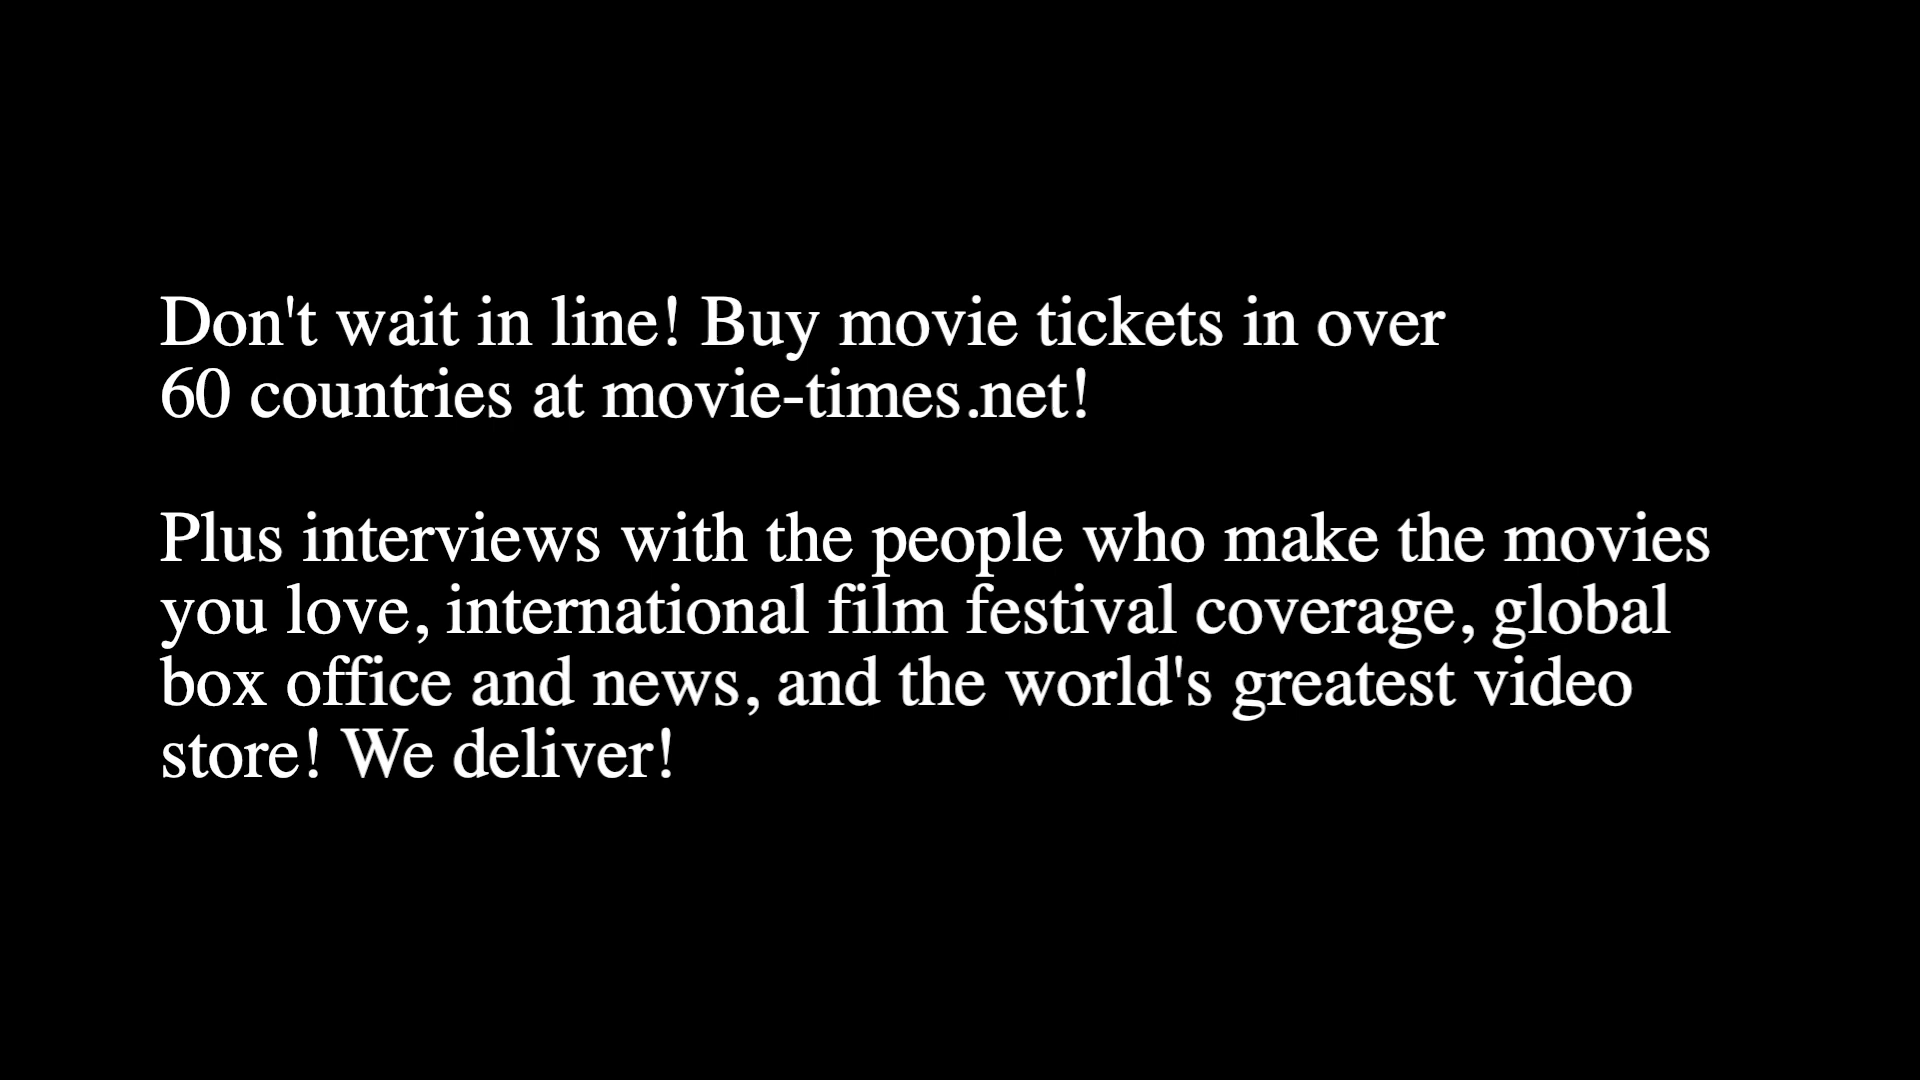 Don't wait in line! Buy movie tickets in over
60 countries at movie-times.net!
Plus interviews with the people who make the movies
you love, international film festival coverage, global
box office and news, and the world's greatest video
store! We deliver!